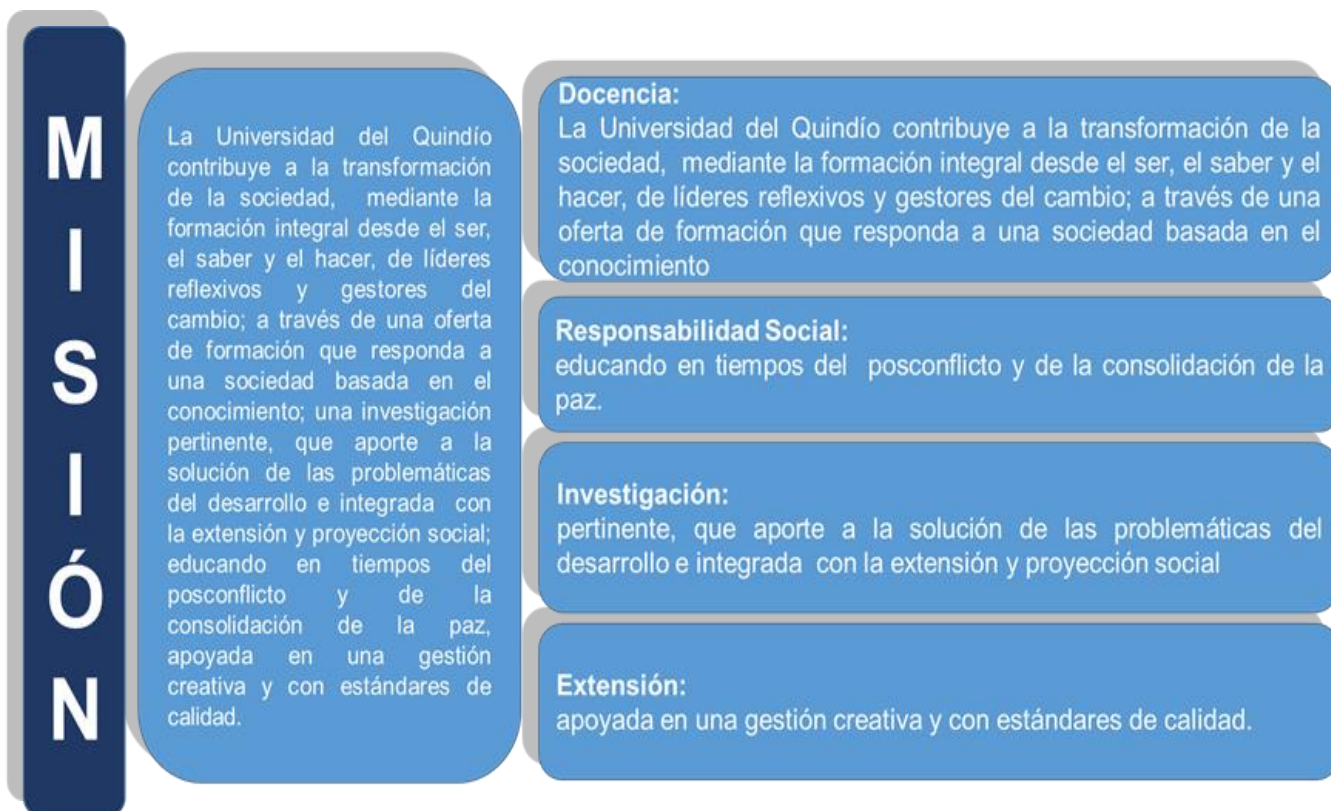 MISIÓN
La Universidad del Quindío
contribuye a la transformación
de la sociedad, mediante la
formación integral desde el ser,
el saber y el hacer, de líderes
reflexivos y gestores del
cambio; a través de una oferta
de formación que responda a
una sociedad basada en el
conocimiento; una investigación
pertinente, que aporte a la
solución de las problemáticas
del desarrollo e integrada con
la extensión y proyección social;
educando en tiempos del
posconflicto y de la
consolidación de la paz,
apoyada en una gestión
creativa y con estándares de
calidad.
Docencia:
La Universidad del Quindío contribuye a la transformación de la
sociedad, mediante la formación integral desde el ser, el saber y el
hacer, de líderes reflexivos y gestores del cambio; a través de una
oferta de formación que responda a una sociedad basada en el
conocimiento
Responsabilidad Social:
educando en tiempos del posconflicto y de la consolidación de la
paz.
Investigación:
pertinente, que aporte a la solución de las problemáticas del
desarrollo e integrada con la extensión y proyección social
Extensión:
apoyada en una gestión creativa y con estándares de calidad.